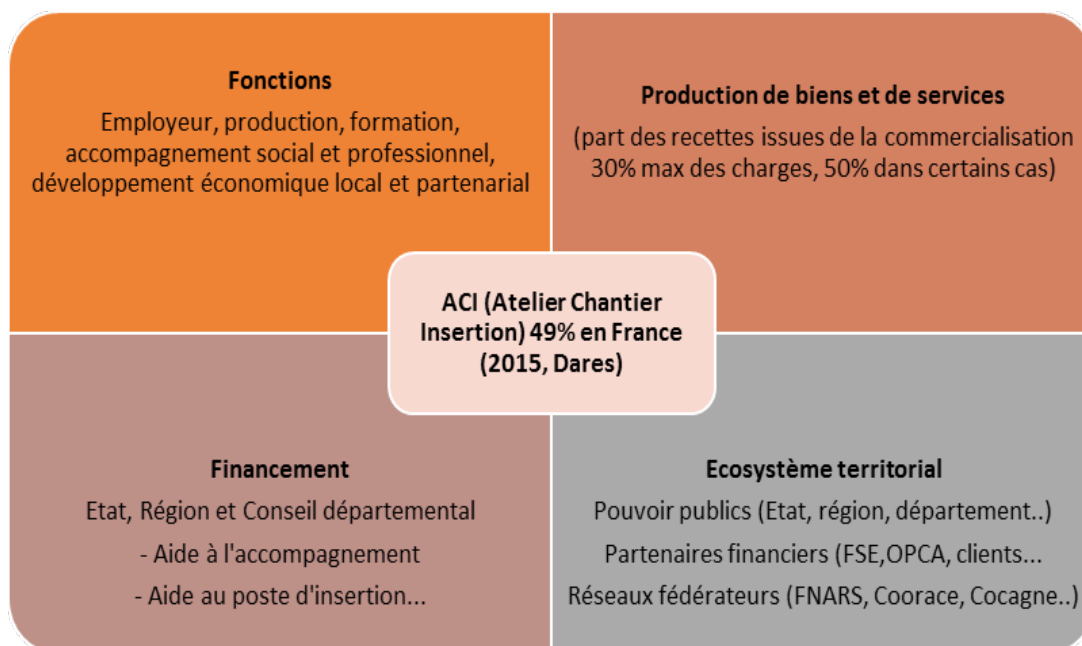 Fonctions
Employeur, production, formation,
accompagnement social et professionnel,
développement économique local et partenarial
Production de biens et de services
(part des recettes issues de la commercialisation
30% max des charges, 50% dans certains cas)
ACI (Atelier Chantier
Insertion) 49% en France
(2015, Dares)
Financement
Etat, Région et Conseil départemental
- Aide à l'accompagnement
- Aide au poste d'insertion...
Ecosystème territorial
Pouvoir publics (Etat, région, département..)
Partenaires financiers (FSE,OPCA, clients...
Réseaux fédérateurs (FNARS, Coorace, Cocagne..)